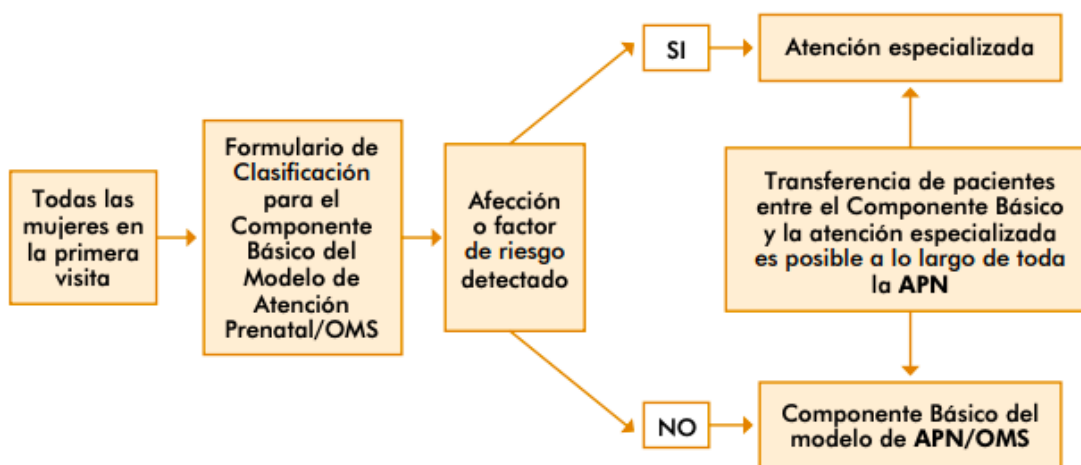 Todas las
mujeres en
la primera
visita
Formulario de
Clasificación
para el
Componente
Básico del
Modelo de
Atención
Prenatal/OMS
Afección
o factor
de riesgo
detectado
SI
Atención especializada
Transferencia de pacientes
entre el Componente Básico
y la atención especializada
es posible a lo largo de toda
la APN
NO
Componente Básico del
modelo de APN/OMS